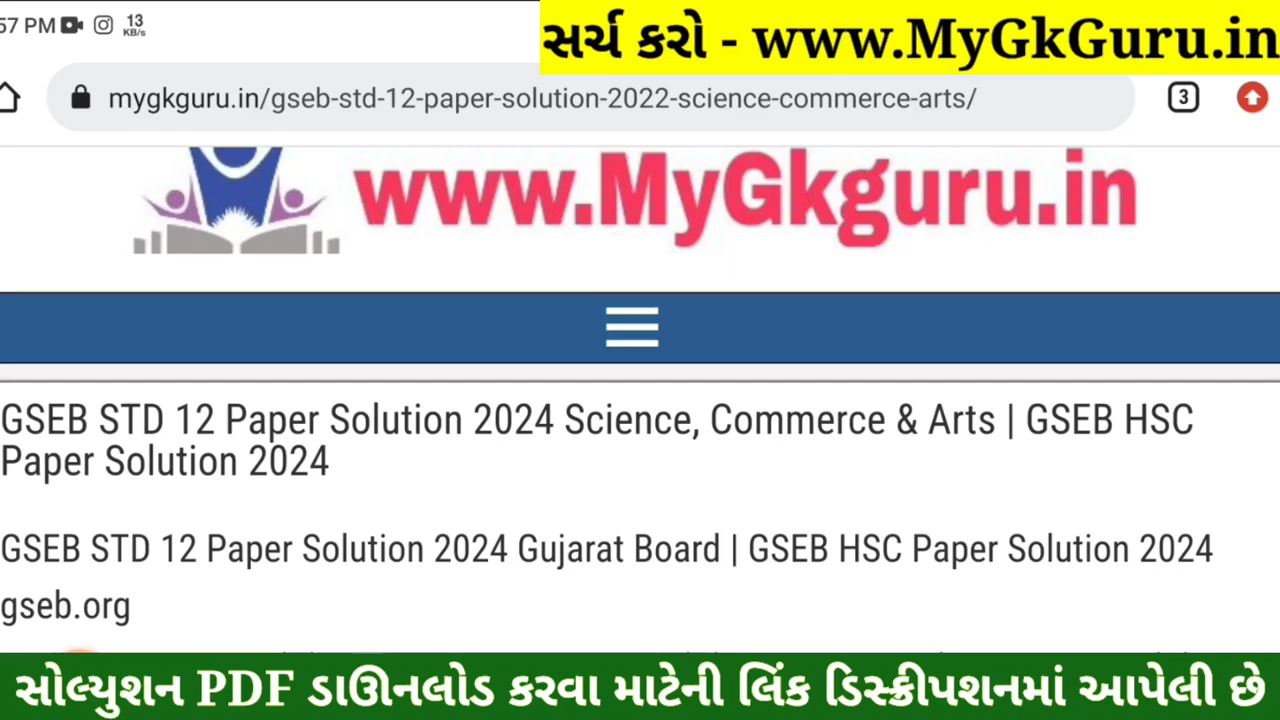 57 PM
13
KB/s
સર્ચ કરો - www.MyGkGuru.in
mygkguru.in/gseb-std-12-paper-solution-2022-science-commerce-arts/
3
www.MyGkguru.in
GSEB STD 12 Paper Solution 2024 Science, Commerce & Arts | GSEB HSC
Paper Solution 2024
GSEB STD 12 Paper Solution 2024 Gujarat Board | GSEB HSC Paper Solution 2024
gseb.org
સોલ્યુશન PDF ડાઊનલોડ કરવા માટેની લિંક ડિસ્ક્રીપશનમાં આપેલી છે